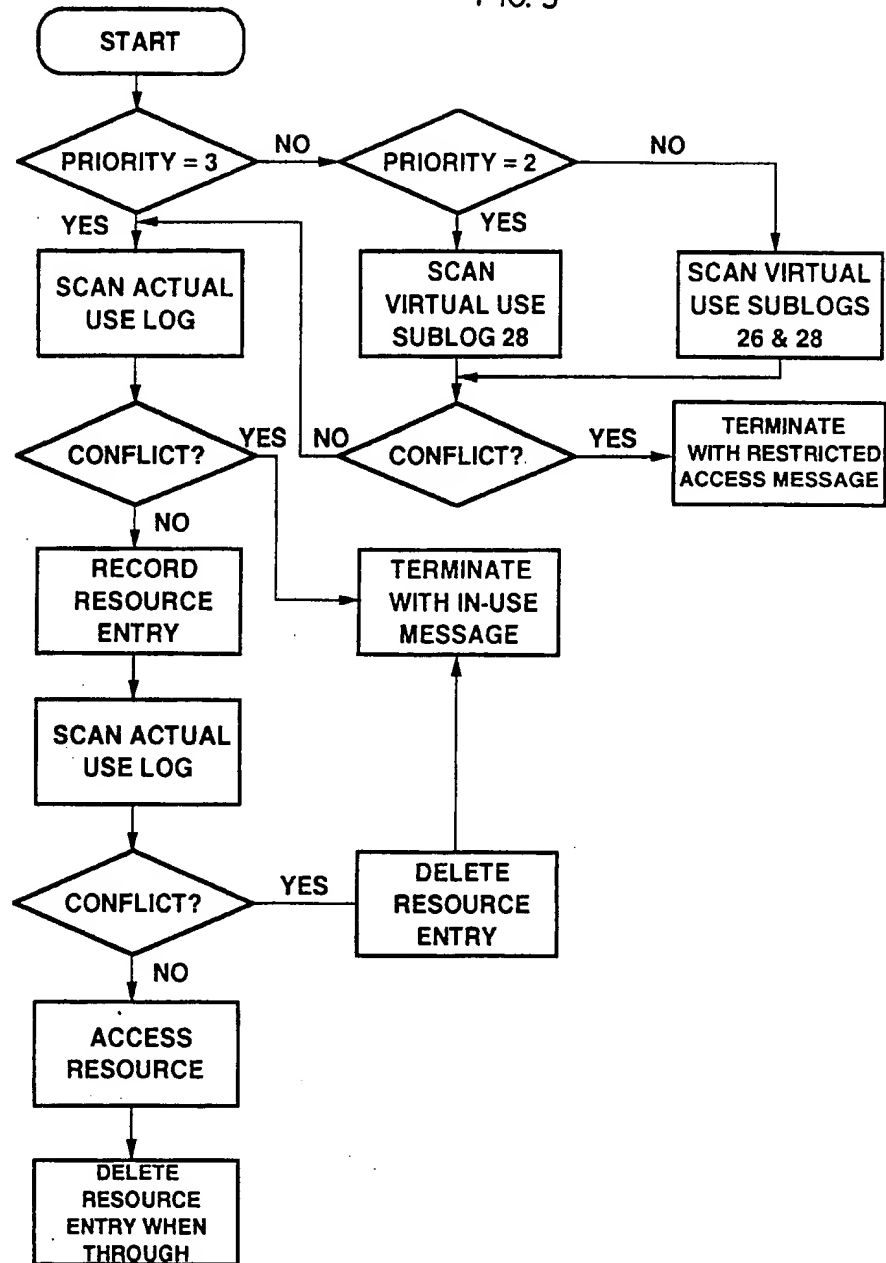 START
PRIORITY = 3
NO
PRIORITY = 2
NO
YES
YES
SCAN ACTUAL
USE LOG
SCAN
VIRTUAL USE
SUBLOG 28
SCAN VIRTUAL
USE SUBLOGS
26 & 28
CONFLICT?
YES
NO
CONFLICT?
YES
TERMINATE
WITH RESTRICTED
ACCESS MESSAGE
NO
RECORD
RESOURCE
ENTRY
TERMINATE
WITH IN-USE
MESSAGE
SCAN ACTUAL
USE LOG
CONFLICT?
YES
DELETE
RESOURCE
ENTRY
NO
ACCESS
RESOURCE
DELETE
RESOURCE
ENTRY WHEN
THROUGH